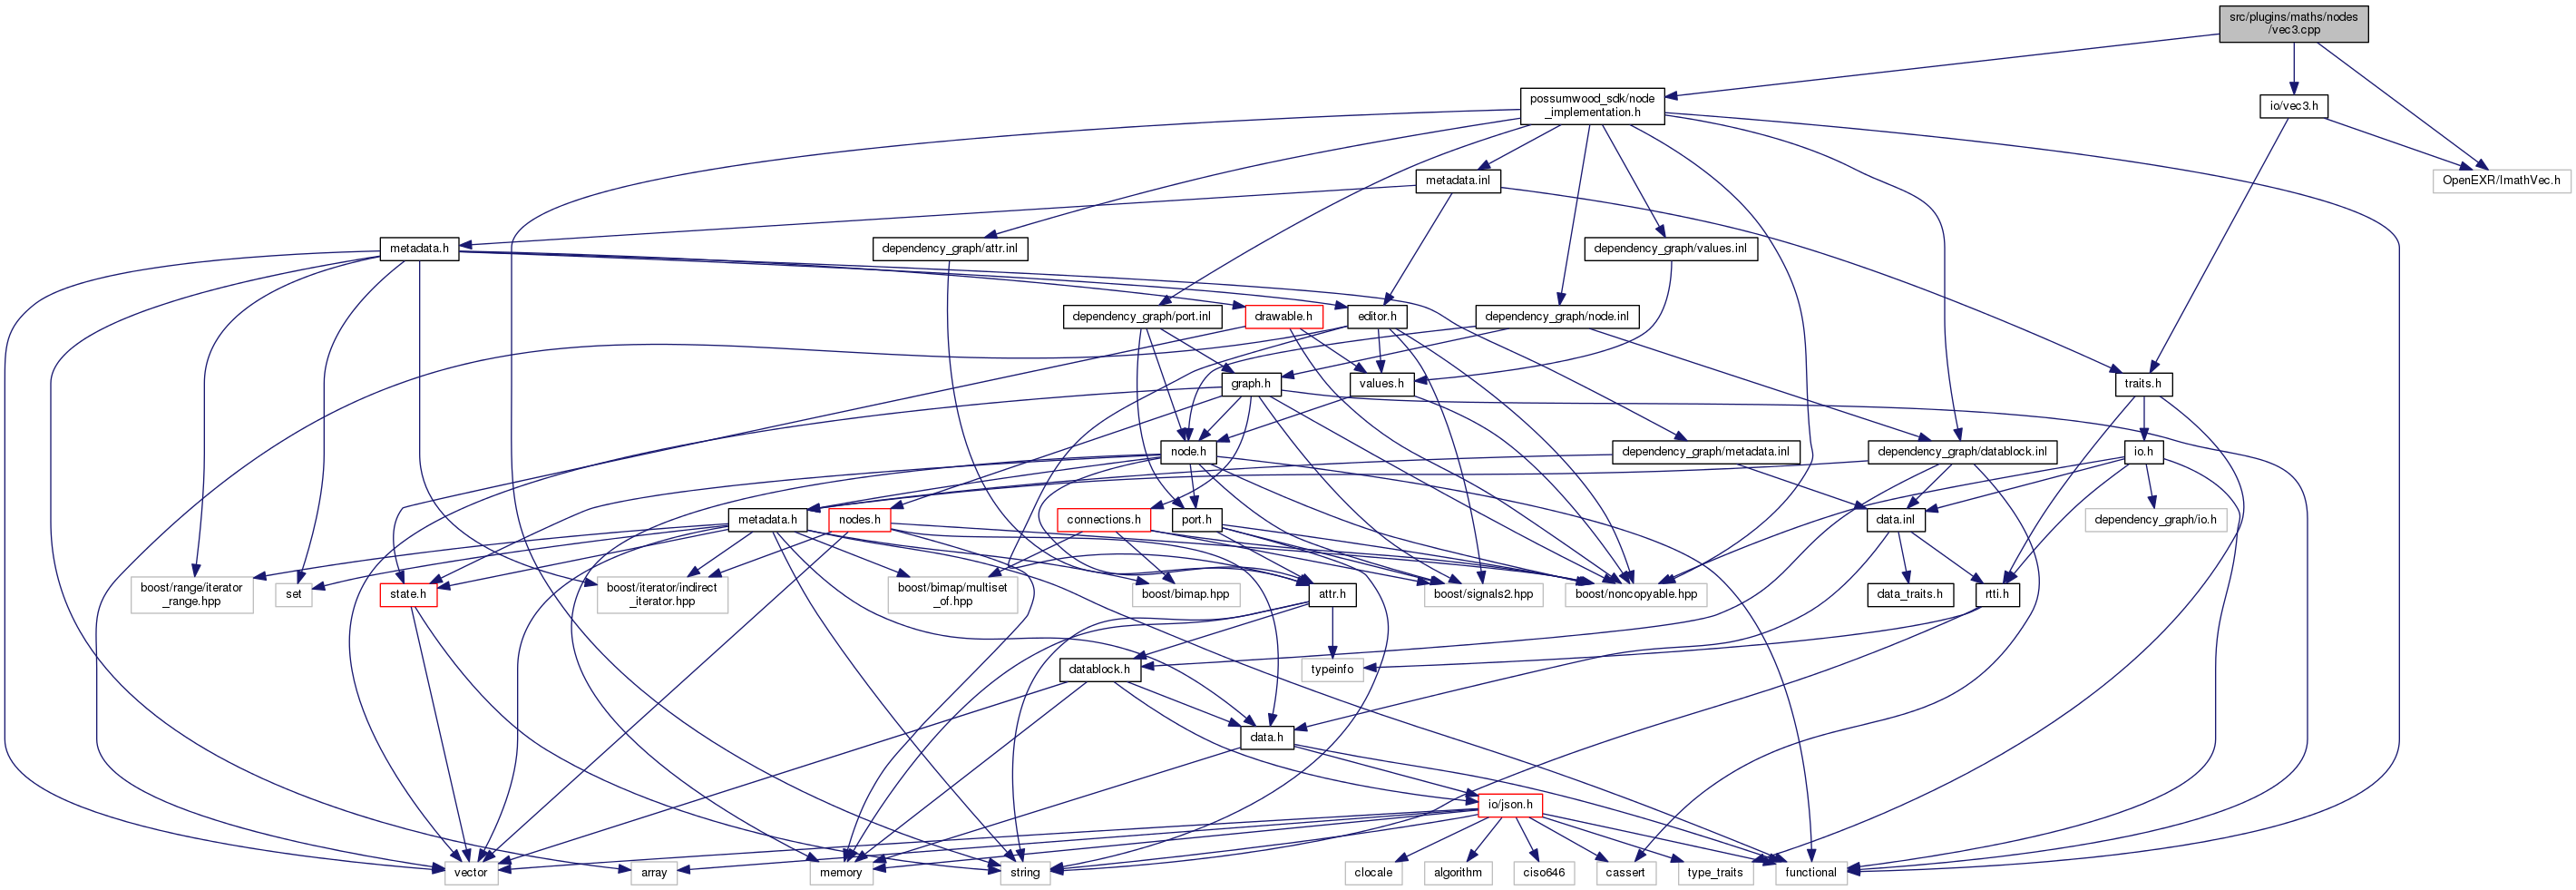 src/plugins/maths/nodes
/vec3.cpp
possumwood_sdk/node
_implementation.h
io/vec3.h
metadata.inl
OpenEXR/ImathVec.h
metadata.h
dependency_graph/attr.inl
dependency_graph/values.inl
dependency_graph/port.inl
drawable.h
editor.h
dependency_graph/node.inl
graph.h
values.h
traits.h
node.h
dependency_graph/metadata.inl
dependency_graph/datablock.inl
io.h
metadata.h
nodes.h
connections.h
port.h
data.inl
dependency_graph/io.h
boost/range/iterator
_range.hpp
set
state.h
boost/iterator/indirect
_iterator.hpp
boost/bimap/multiset
_of.hpp
boost/bimap.hpp
attr.h
boost/signals2.hpp
boost/noncopyable.hpp
data_traits.h
rtti.h
datablock.h
typeinfo
data.h
io/json.h
vector
array
memory
string
clocale
algorithm
ciso646
cassert
type_traits
functional